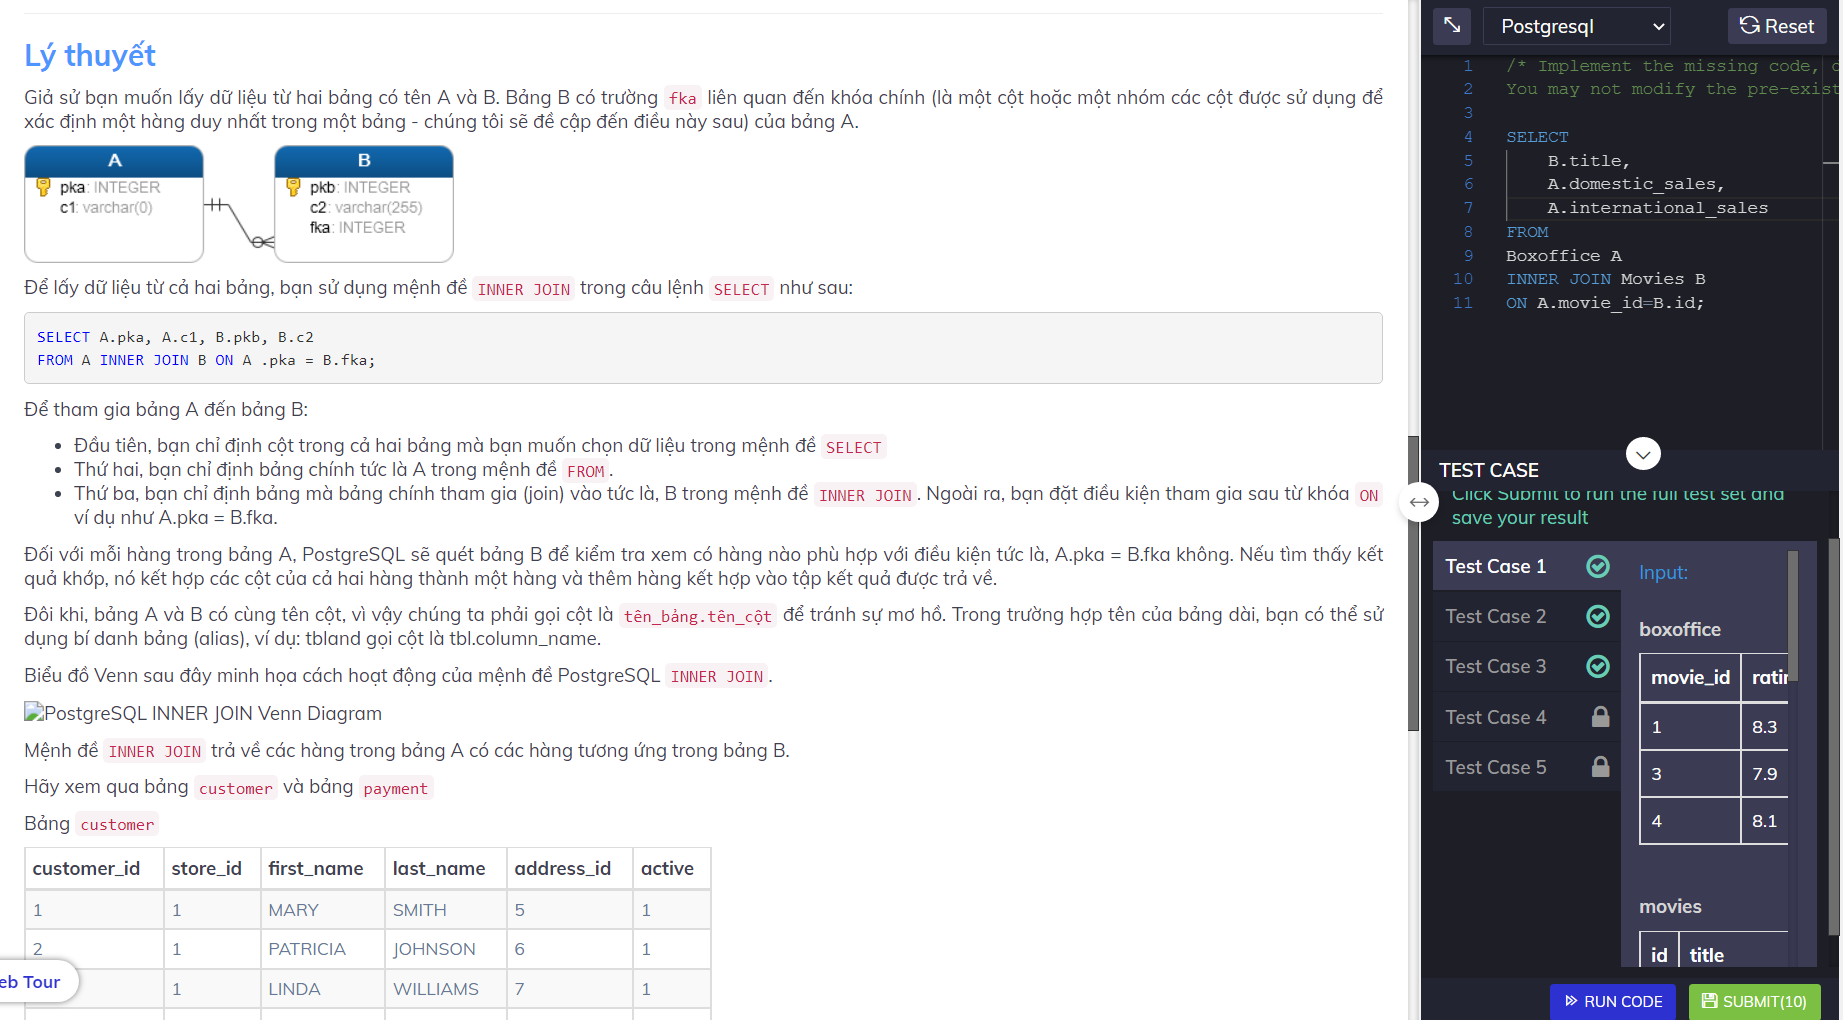 Lý thuyết
Giả sử bạn muốn lấy dữ liệu từ hai bảng có tên A và B. Bảng B có trường fka liên quan đến khóa chính (là một cột hoặc một nhóm các cột được sử dụng để
xác định một hàng duy nhất trong một bảng - chúng tôi sẽ đề cập đến điều này sau) của bảng A.
A
pka: INTEGER
c1: varchar(0)
B
pkb: INTEGER
c2: varchar(255)
fka: INTEGER
Để lấy dữ liệu từ cả hai bảng, bạn sử dụng mệnh đề INNER JOIN trong câu lệnh SELECT như sau:
SELECT A.pka, A.c1, B.pkb, B.c2
FROM A INNER JOIN B ON A .pka = B.fka;
Để tham gia bảng A đến bảng B:
• Đầu tiên, bạn chỉ định cột trong cả hai bảng mà bạn muốn chọn dữ liệu trong mệnh đề SELECT
• Thứ hai, bạn chỉ định bảng chính tức là A trong mệnh đề FROM.
• Thứ ba, bạn chỉ định bảng mà bảng chính tham gia (join) vào tức là, B trong mệnh đề INNER JOIN. Ngoài ra, bạn đặt điều kiện tham gia sau từ khóa ON
ví dụ như A.pka = B.fka.
Đối với mỗi hàng trong bảng A, PostgreSQL sẽ quét bảng B để kiểm tra xem có hàng nào phù hợp với điều kiện tức là, A.pka = B.fka không. Nếu tìm thấy kết
quả khớp, nó kết hợp các cột của cả hai hàng thành một hàng và thêm hàng kết hợp vào tập kết quả được trả về.
Đôi khi, bảng A và B có cùng tên cột, vì vậy chúng ta phải gọi cột là tên_bảng.tên_cột để tránh sự mơ hồ. Trong trường hợp tên của bảng dài, bạn có thể sử
dụng bí danh bảng (alias), ví dụ: tbland gọi cột là tbl.column_name.
Biểu đồ Venn sau đây minh họa cách hoạt động của mệnh đề PostgreSQL INNER JOIN.
PostgreSQL INNER JOIN Venn Diagram
Mệnh đề INNER JOIN trả về các hàng trong bảng A có các hàng tương ứng trong bảng B.
Hãy xem qua bảng customer và bảng payment
Bảng customer
customer_id store_id first_name last_name address_id active
1 1 MARY SMITH 5 1
2 1 PATRICIA JOHNSON 6 1
1 LINDA WILLIAMS 7 1
eb Tour
Postgresql
Reset
1 /* Implement the missing code,
2 You may not modify the pre-exist
3
4 SELECT
5 B.title,
6 A.domestic_sales,
7 A.international_sales
8 FROM
9 Boxoffice A
10 INNER JOIN Movies B
11 ON A.movie_id=B.id;
TEST CASE
Click Submit to run the full test set and
save your result
Test Case 1
Test Case 2
Test Case 3
Test Case 4
Test Case 5
Input:
boxoffice
movie_id ratin
1 8.3
3 7.9
4 8.1
movies
id title
RUN CODE
SUBMIT(10)